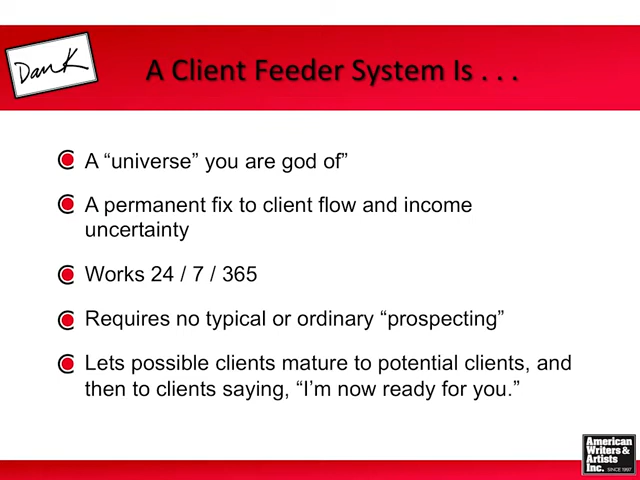 Dan K
A Client Feeder System Is . . .
A “universe” you are god of”
A permanent fix to client flow and income
uncertainty
Works 24 / 7 / 365
Requires no typical or ordinary “prospecting”
Lets possible clients mature to potential clients, and
then to clients saying, “I’m now ready for you.”
American
Writers &
Artists
Inc. SINCE 1997